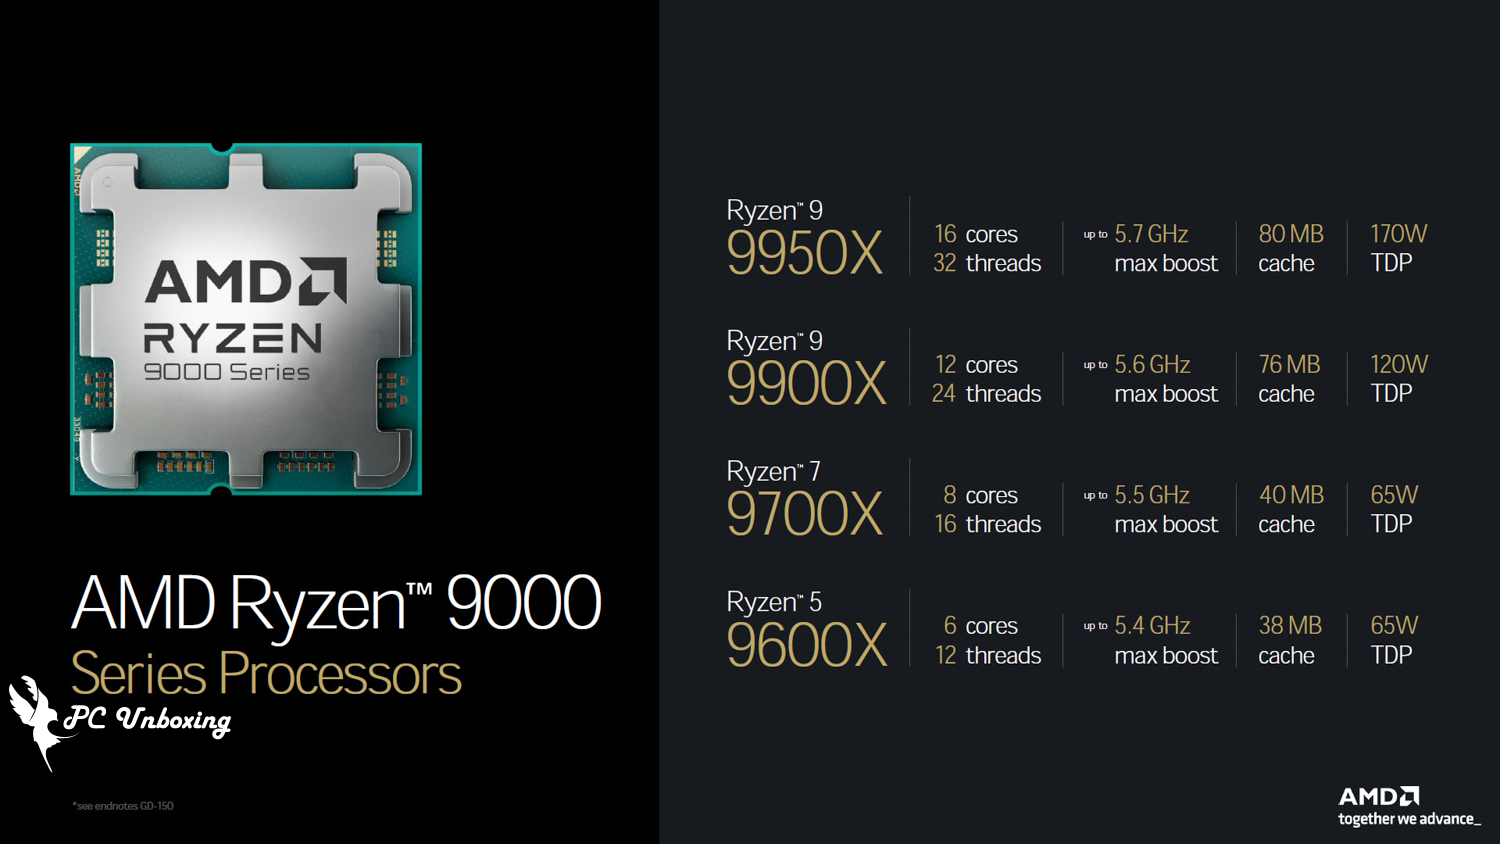 AMD
RYZEN
9000 Series
AMD Ryzen™ 9000
Series Processors
PC Unboxing
*see endnotes GD-150
Ryzen™ 9
9950X
16 cores
32 threads
up to 5.7 GHz
max boost
80 MB
cache
170W
TDP
Ryzen™ 9
9900X
12 cores
24 threads
up to 5.6 GHz
max boost
76 MB
cache
120W
TDP
Ryzen™ 7
9700X
8 cores
16 threads
up to 5.5 GHz
max boost
40 MB
cache
65W
TDP
Ryzen™ 5
9600X
6 cores
12 threads
up to 5.4 GHz
max boost
38 MB
cache
65W
TDP
AMD
together we advance_